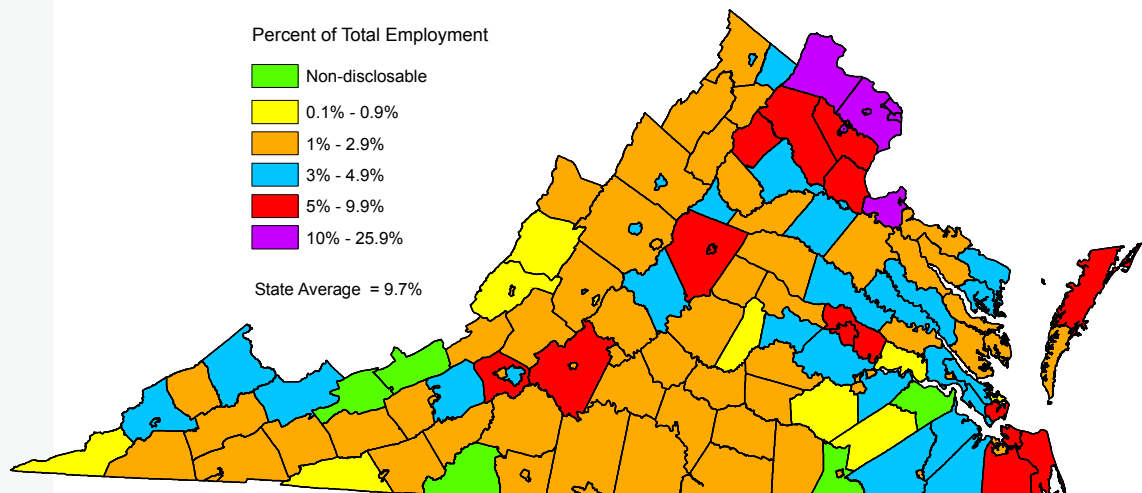 Percent of Total Employment
Non-disclosable
0.1% - 0.9%
1% - 2.9%
3% - 4.9%
5% - 9.9%
10% - 25.9%
State Average = 9.7%